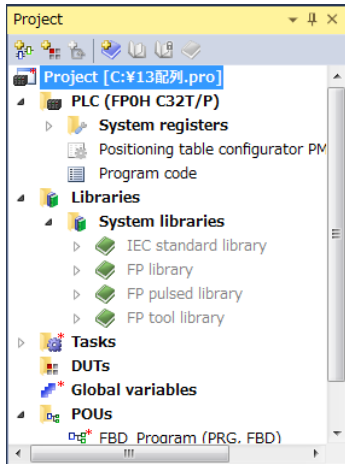 Project
Project [C:¥13配列.pro]
PLC (FP0H C32T/P)
System registers
Positioning table configurator PM
Program code
Libraries
System libraries
IEC standard library
FP library
FP pulsed library
FP tool library
Tasks
DUTs
Global variables
POUs
FBD_Program (PRG, FBD)